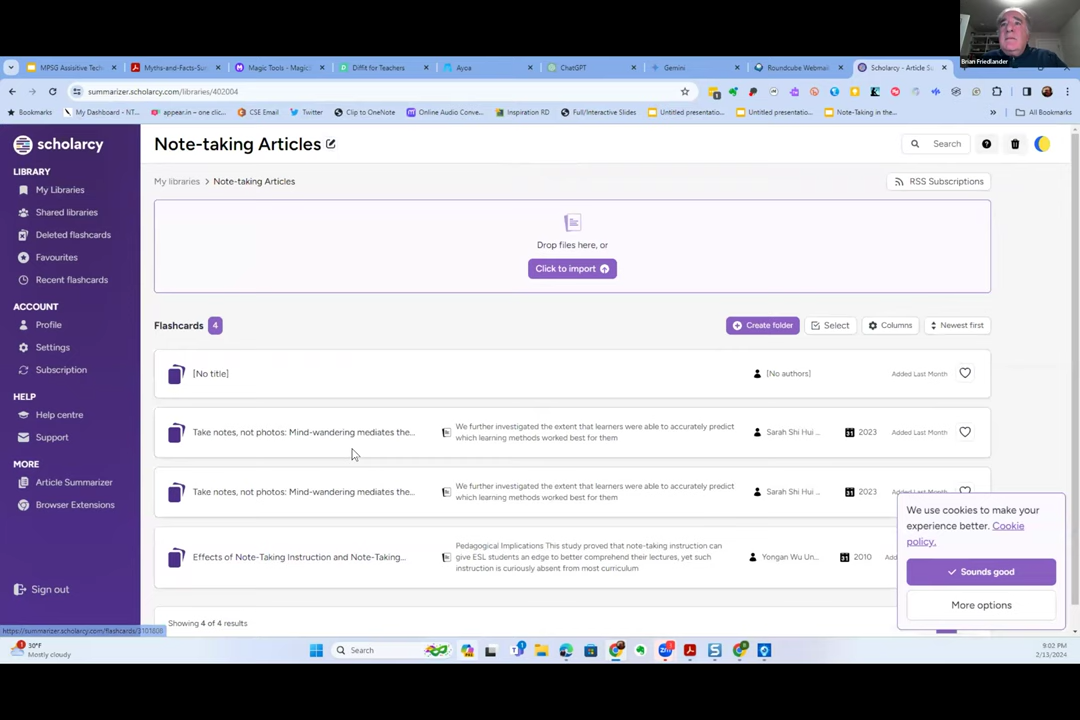 Brian Friedlander
MPSG Assisitive Tech
Myths-and-Facts-Sur
Magic Tools - Magic
Diffit for Teachers
Ayoa
ChatGPT
Gemini
Roundcube Webmai
Scholarcy - Article Su
summarizer.scholarcy.com/libraries/402004
Bookmarks
My Dashboard - NT...
appear.in – one clic...
CSE Email
Twitter
Clip to OneNote
Online Audio Conve...
Inspiration RD
Full/Interactive Slides
Untitled presentatio...
Untitled presentatio...
Note-Taking in the...
All Bookmarks
scholarcy
LIBRARY
My Libraries
Shared libraries
Deleted flashcards
Favourites
Recent flashcards
ACCOUNT
Profile
Settings
Subscription
HELP
Help centre
Support
MORE
Article Summarizer
Browser Extensions
Sign out
Note-taking Articles
Search
My libraries > Note-taking Articles
RSS Subscriptions
Drop files here, or
Click to import
Flashcards 4
Create folder
Select
Columns
Newest first
[No title]
[No authors]
Added Last Month
Take notes, not photos: Mind-wandering mediates the...
We further investigated the extent that learners were able to accurately predict
which learning methods worked best for them
Sarah Shi Hui ...
2023
Added Last Month
Take notes, not photos: Mind-wandering mediates the...
We further investigated the extent that learners were able to accurately predict
which learning methods worked best for them
Sarah Shi Hui ...
2023
Added Last Month
Effects of Note-Taking Instruction and Note-Taking...
Pedagogical Implications This study proved that note-taking instruction can
give ESL students an edge to better comprehend their lectures, yet such
instruction is curiously absent from most curriculum
Yongan Wu Un...
2010
Showing 4 of 4 results
We use cookies to make your
experience better. Cookie
policy.
Sounds good
More options
30°F
Mostly cloudy
Search
9:02 PM
2/13/2024